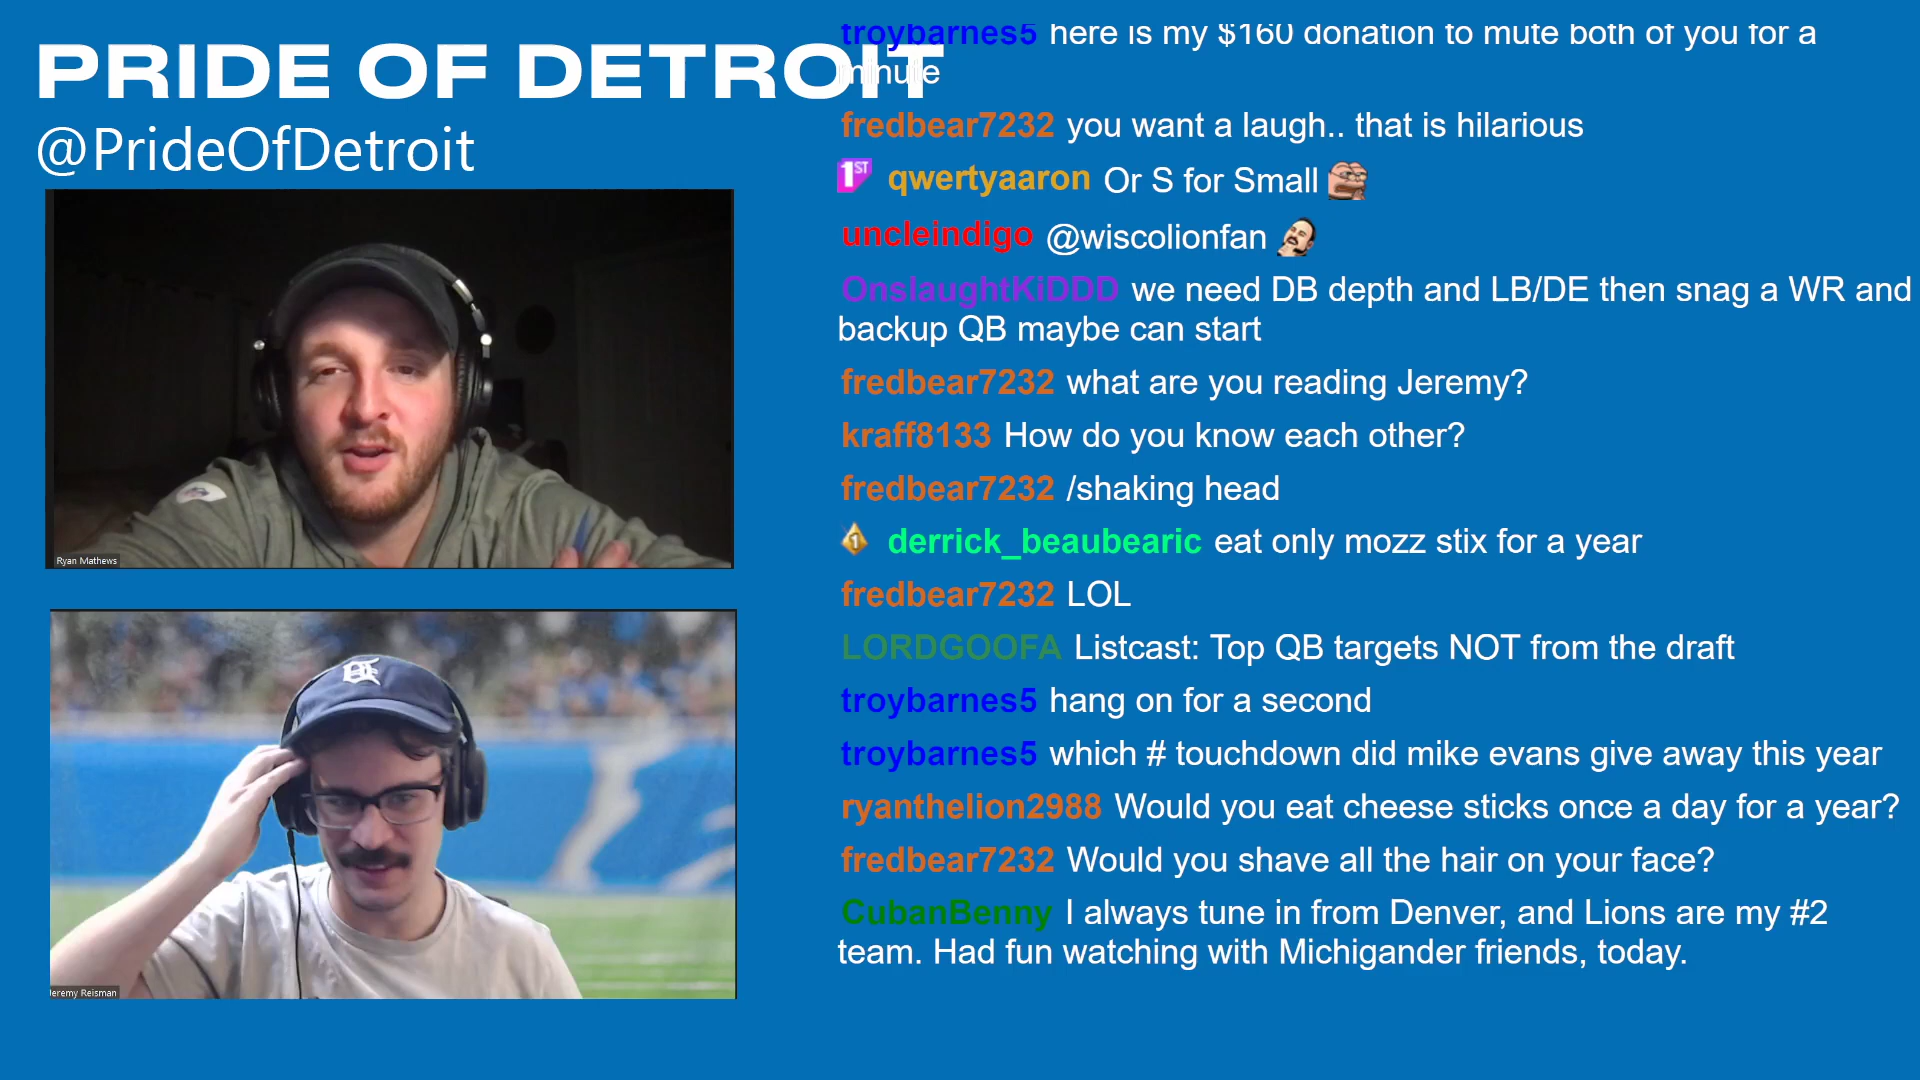 PRIDE OF DETROIT
@PrideOfDetroit
Ryan Mathews
Jeremy Reisman
troybarnes5 here is my $160 donation to mute both of you for a
minute
fredbear7232 you want a laugh.. that is hilarious
1ST qwertyaaron Or S for Small
uncleindigo @wiscolionfan
OnslaughtKiDDD we need DB depth and LB/DE then snag a WR and
backup QB maybe can start
fredbear7232 what are you reading Jeremy?
kraff8133 How do you know each other?
fredbear7232 /shaking head
1 derrick_beaubearic eat only mozz stix for a year
fredbear7232 LOL
LORDGOOFA Listcast: Top QB targets NOT from the draft
troybarnes5 hang on for a second
troybarnes5 which # touchdown did mike evans give away this year
ryanthelion2988 Would you eat cheese sticks once a day for a year?
fredbear7232 Would you shave all the hair on your face?
CubanBenny I always tune in from Denver, and Lions are my #2
team. Had fun watching with Michigander friends, today.